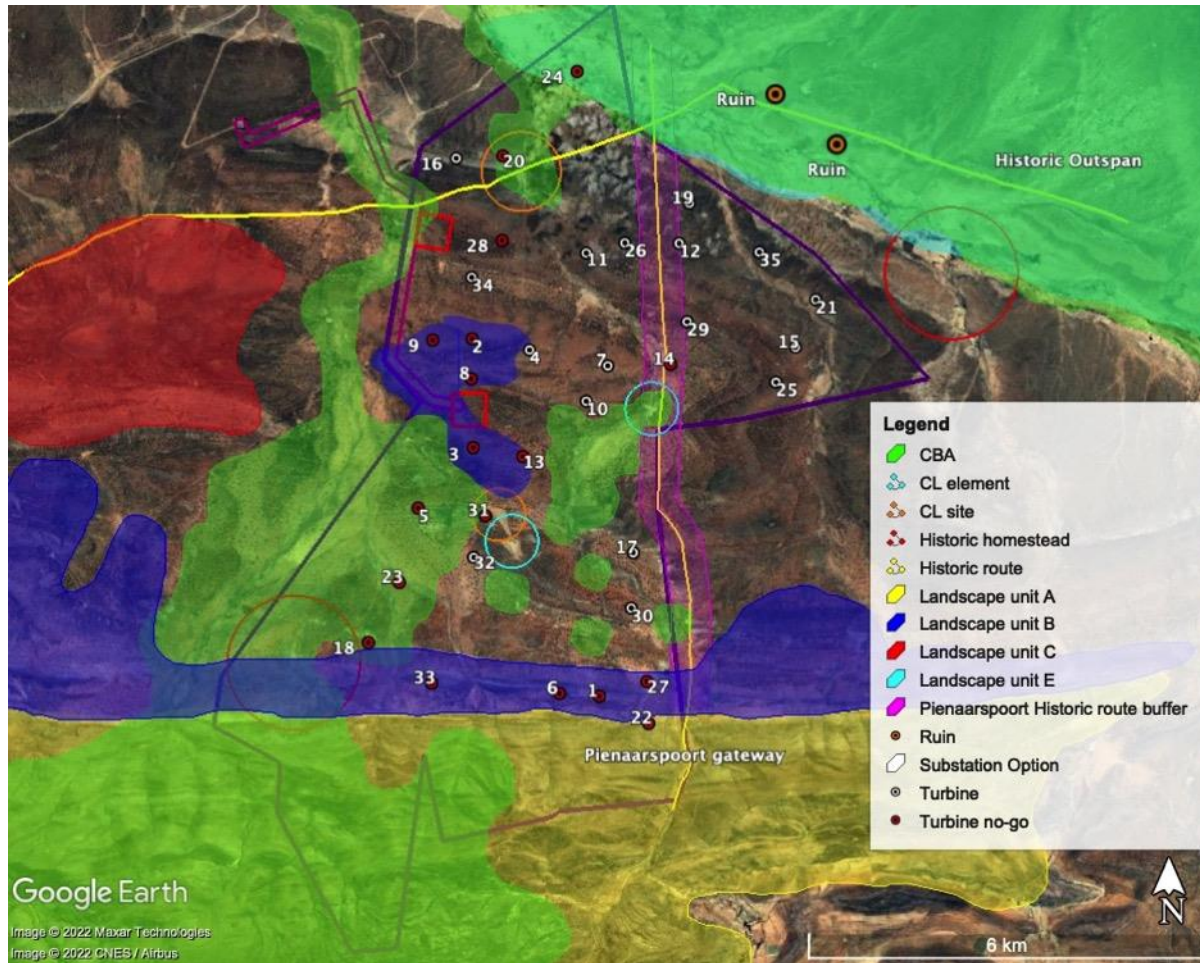 24
Ruin
Ruin
Historic Outspan
16
20
19
28
11
26
12
35
34
21
29
9
2
4
7
14
15
8
25
10
3
13
5
31
32
17
23
30
18
33
6
1
27
22
Pienaarspoort gateway
Legend
CBA
CL element
CL site
Historic homestead
Historic route
Landscape unit A
Landscape unit B
Landscape unit C
Landscape unit E
Pienaarspoort Historic route buffer
Ruin
Substation Option
Turbine
Turbine no-go
Google Earth
Image © 2022 Maxar Technologies
Image © 2022 CNES / Airbus
N
6 km